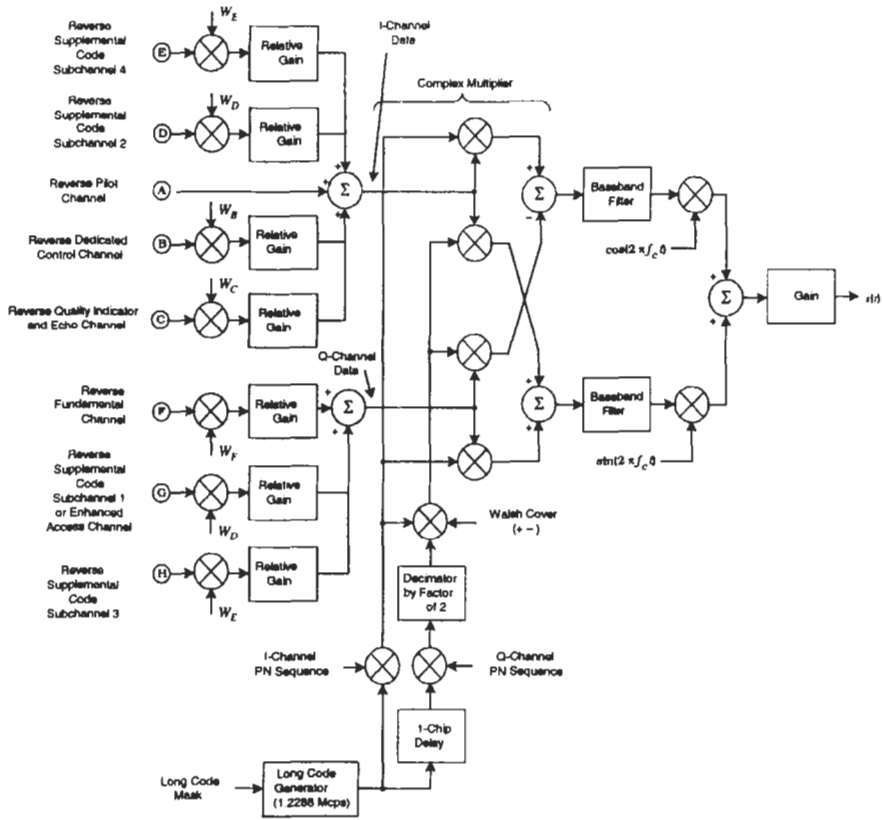 Reverse
Supplemental
Code
Subchannel 4
E
W_E
Relative
Gain
I-Channel
Data
Complex Multiplier
Reverse
Supplemental
Code
Subchannel 2
D
W_D
Relative
Gain
Reverse Pilot
Channel
A
+
+
Σ
+
+
Σ
−
Baseband
Filter
cos(2 π f_c t)
Reverse Dedicated
Control Channel
B
W_B
Relative
Gain
Reverse Quality Indicator
and Echo Channel
C
W_C
Relative
Gain
+
Σ
+
Gain
s(t)
Q-Channel
Data
Reverse
Fundamental
Channel
F
W_F
Relative
Gain
+
Σ
+
+
Σ
+
Baseband
Filter
sin(2 π f_c t)
Reverse
Supplemental
Code
Subchannel 1
or Enhanced
Access Channel
G
W_D
Relative
Gain
Walsh Cover
(+ −)
Reverse
Supplemental
Code
Subchannel 3
H
W_E
Relative
Gain
Decimator
by Factor
of 2
I-Channel
PN Sequence
Q-Channel
PN Sequence
1-Chip
Delay
Long Code
Mask
Long Code
Generator
(1.2288 Mcps)